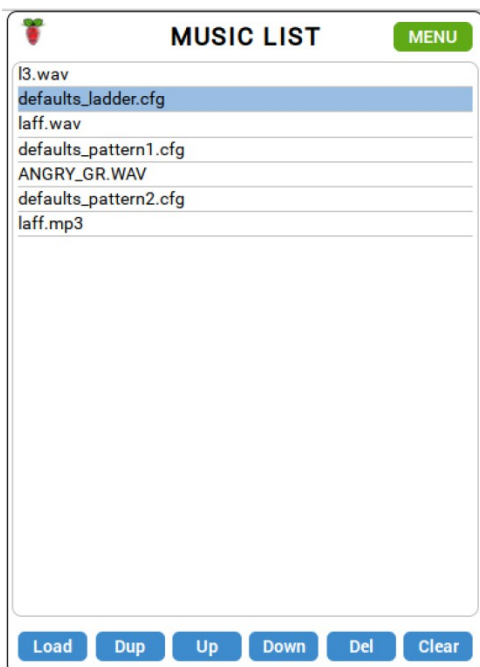 MUSIC LIST MENU
l3.wav
defaults_ladder.cfg
laff.wav
defaults_pattern1.cfg
ANGRY_GR.WAV
defaults_pattern2.cfg
laff.mp3
Load Dup Up Down Del Clear